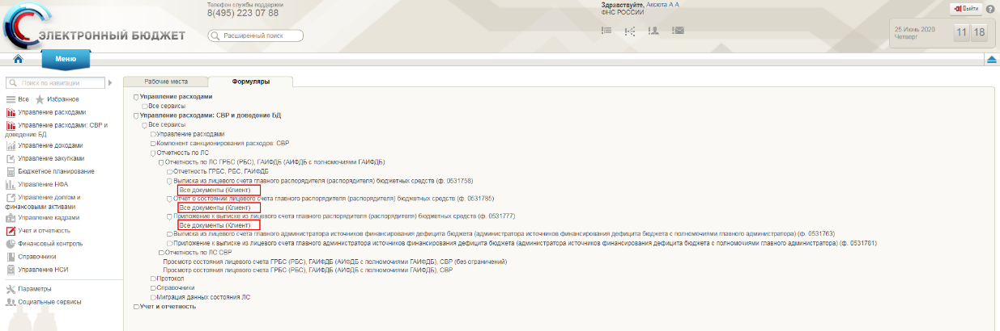 Телефон службы поддержки
8(495) 223 07 88
Расширенный поиск
ЭЛЕКТРОННЫЙ БЮДЖЕТ
Здравствуйте, Аксюта А А
ФНС РОССИИ
Выйти
25 Июнь 2020
Четверг
11 18
Меню
Поиск по навигации
Все Избранное
Управление расходами
Управление расходами: СВР и
доведение БД
Управление доходами
Управление закупками
Бюджетное планирование
Управление НФА
Управление долгом и
финансовыми активами
Управление кадрами
Учет и отчетность
Финансовый контроль
Справочники
Управление НСИ
Параметры
Социальные сервисы
Рабочие места
Формуляры
Управление расходами
Все сервисы
Управление расходами: СВР и доведение БД
Все сервисы
Управление расходами
Компонент санкционирования расходов: СВР
Отчетность по ЛС
Отчетность по ЛС ГРБС (РБС), ГАИФДБ (АИФДБ с полномочиями ГАИФДБ)
Отчетность ГРБС, РБС, ГАИФДБ
Выписка из лицевого счета главного распорядителя (распорядителя) бюджетных средств (ф. 0531758)
Все документы (Клиент)
Отчет о состоянии лицевого счета главного распорядителя (распорядителя) бюджетных средств (ф. 0531785)
Все документы (Клиент)
Приложение к выписке из лицевого счета главного распорядителя (распорядителя) бюджетных средств (ф. 0531777)
Все документы (Клиент)
Выписка из лицевого счета главного администратора источников финансирования дефицита бюджета (администратора источников финансирования дефицита бюджета с полномочиями главного администратора) (ф. 0531763)
Приложение к выписке из лицевого счета главного администратора источников финансирования дефицита бюджета (администратора источников финансирования дефицита бюджета с полномочиями главного администратора) (ф. 0531781)
Отчетность по ЛС СВР
Просмотр состояния лицевого счета ГРБС (РБС), ГАИФДБ (АИФДБ с полномочиями ГАИФДБ), СВР (без ограничений)
Просмотр состояния лицевого счета ГРБС (РБС), ГАИФДБ (АИФДБ с полномочиями ГАИФДБ), СВР
Протокол
Справочники
Миграция данных состояния ЛС
Учет и отчетность